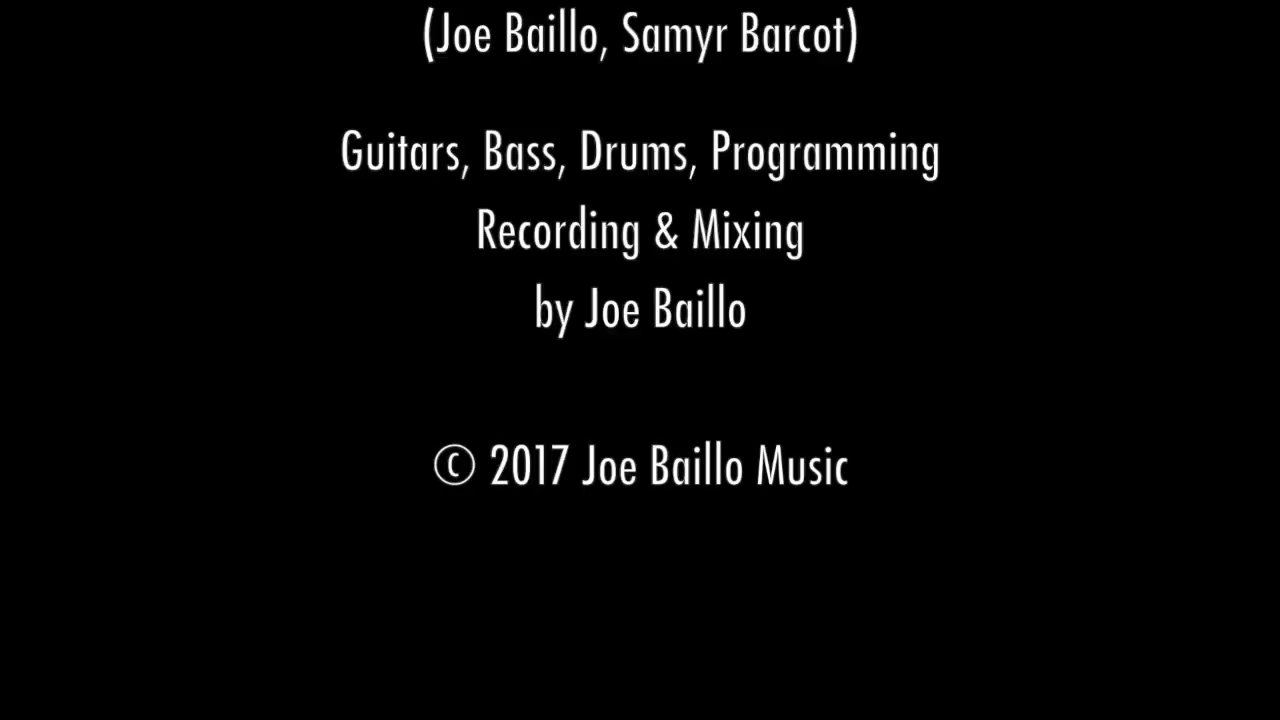 (Joe Baillo, Samyr Barcot)
Guitars, Bass, Drums, Programming
Recording & Mixing
by Joe Baillo
© 2017 Joe Baillo Music